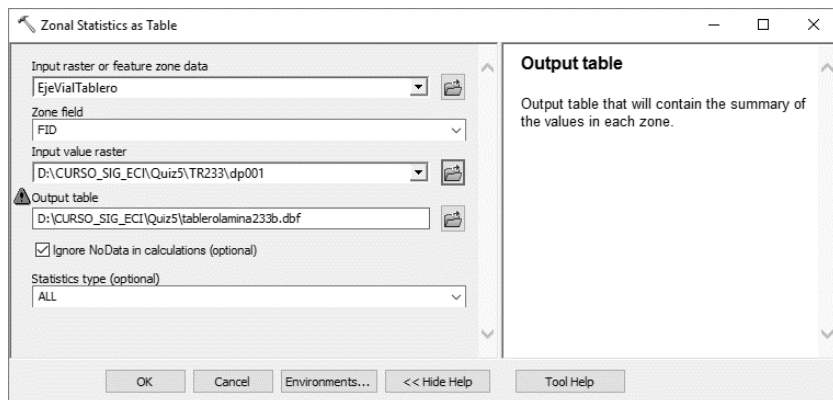 Zonal Statistics as Table
Input raster or feature zone data
EjeVialTablero
Zone field
FID
Input value raster
D:\CURSO_SIG_ECI\Quiz5\TR233\dp001
Output table
D:\CURSO_SIG_ECI\Quiz5\tablerolamina233b.dbf
Ignore NoData in calculations (optional)
Statistics type (optional)
ALL
Output table
Output table that will contain the summary of
the values in each zone.
OK
Cancel
Environments...
<< Hide Help
Tool Help